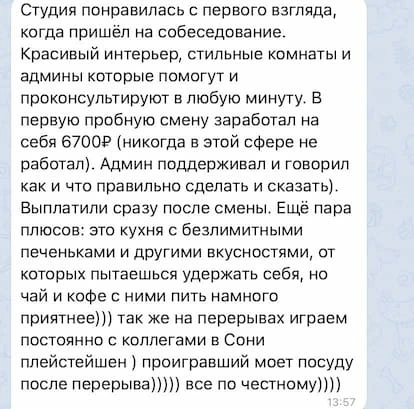 Студия понравилась с первого взгляда,
когда пришёл на собеседование.
Красивый интерьер, стильные комнаты и
админы которые помогут и
проконсультируют в любую минуту. В
первую пробную смену заработал на
себя 6700₽ (никогда в этой сфере не
работал). Админ поддерживал и говорил
как и что правильно сделать и сказать).
Выплатили сразу после смены. Ещё пара
плюсов: это кухня с безлимитными
печеньками и другими вкусностями, от
которых пытаешься удержать себя, но
чай и кофе с ними пить намного
приятнее))) так же на перерывах играем
постоянно с коллегами в Сони
плейстейшен ) проигравший моет посуду
после перерыва))))) все по честному))))
13:57